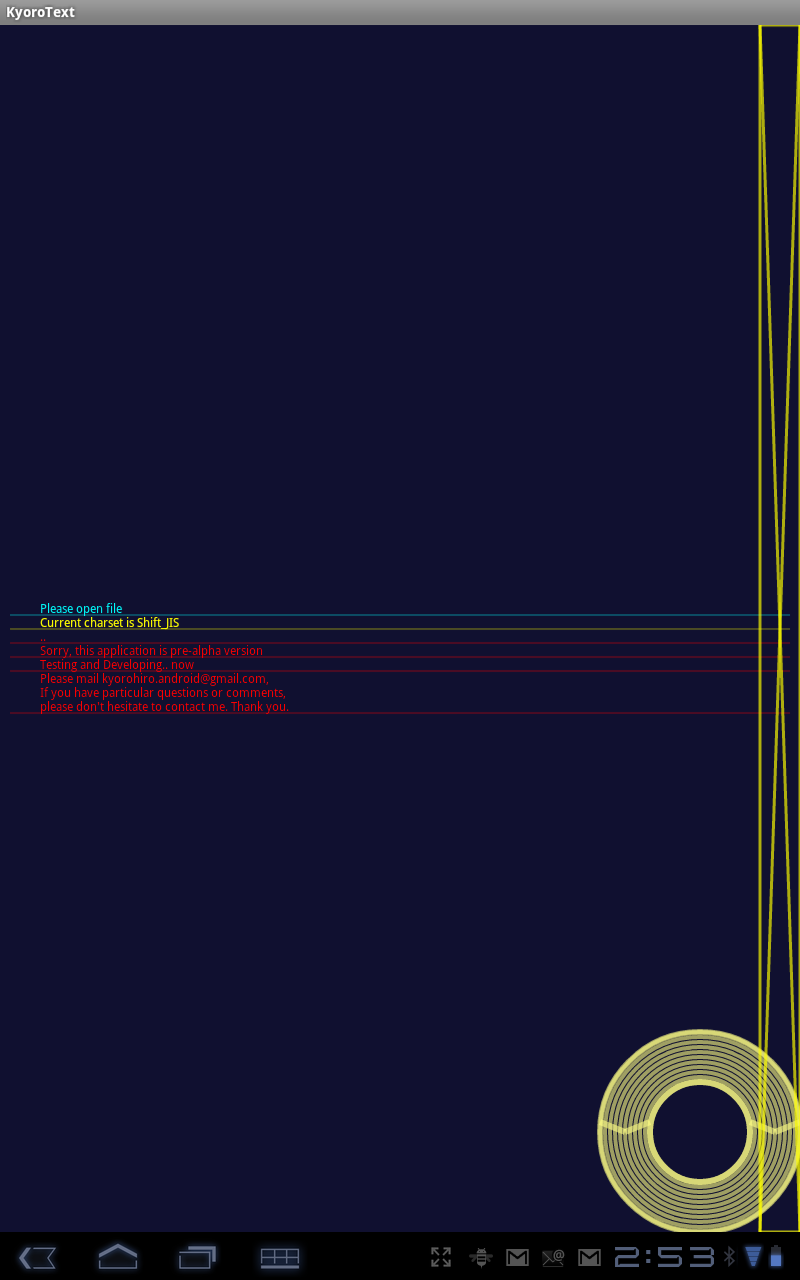 KyoroText
Please open file
Current charset is Shift_JIS
..
Sorry, this application is pre-alpha version
Testing and Developing.. now
Please mail kyorohiro.android@gmail.com,
If you have particular questions or comments,
please don't hesitate to contact me. Thank you.
2:53